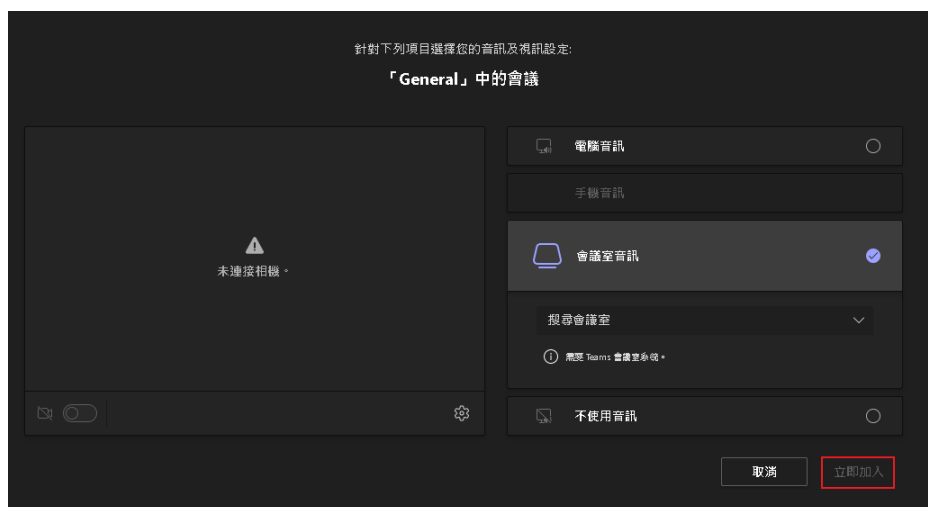 針對下列項目選擇您的音訊及視訊設定:
「General」中的會議
電腦音訊
手機音訊
未連接相機。
會議室音訊
搜尋會議室
需要 Teams 會議室系統。
不使用音訊
取消
立即加入